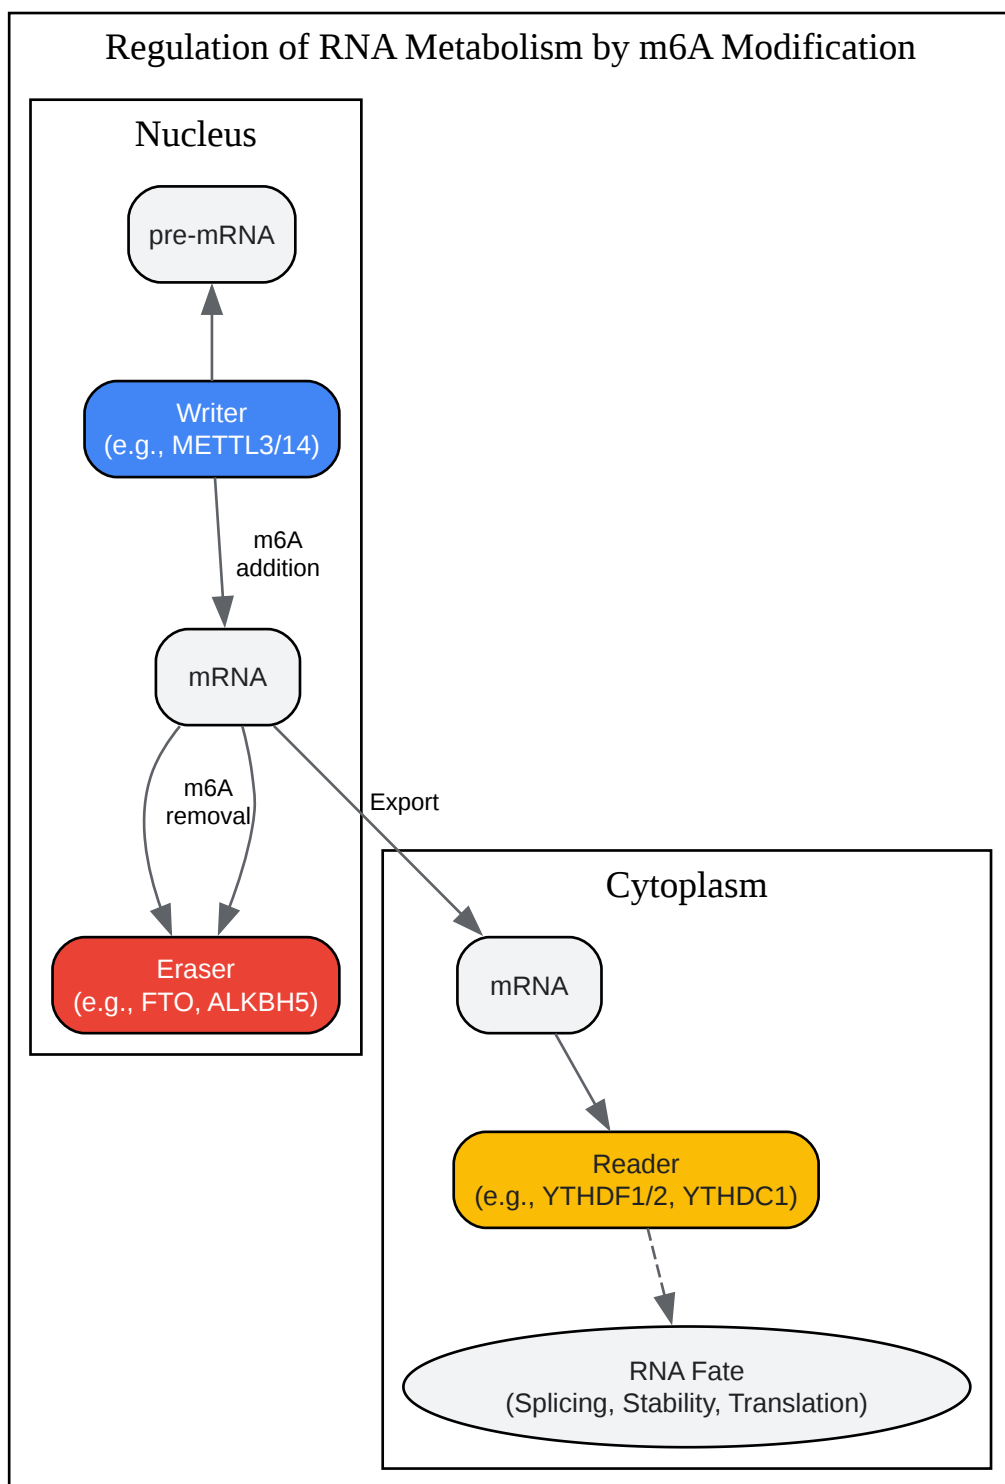 Regulation of RNA Metabolism by m6A Modification
Nucleus
pre-mRNA
Writer
(e.g., METTL3/14)
m6A
addition
mRNA
m6A
removal
Export
Eraser
(e.g., FTO, ALKBH5)
Cytoplasm
mRNA
Reader
(e.g., YTHDF1/2, YTHDC1)
RNA Fate
(Splicing, Stability, Translation)